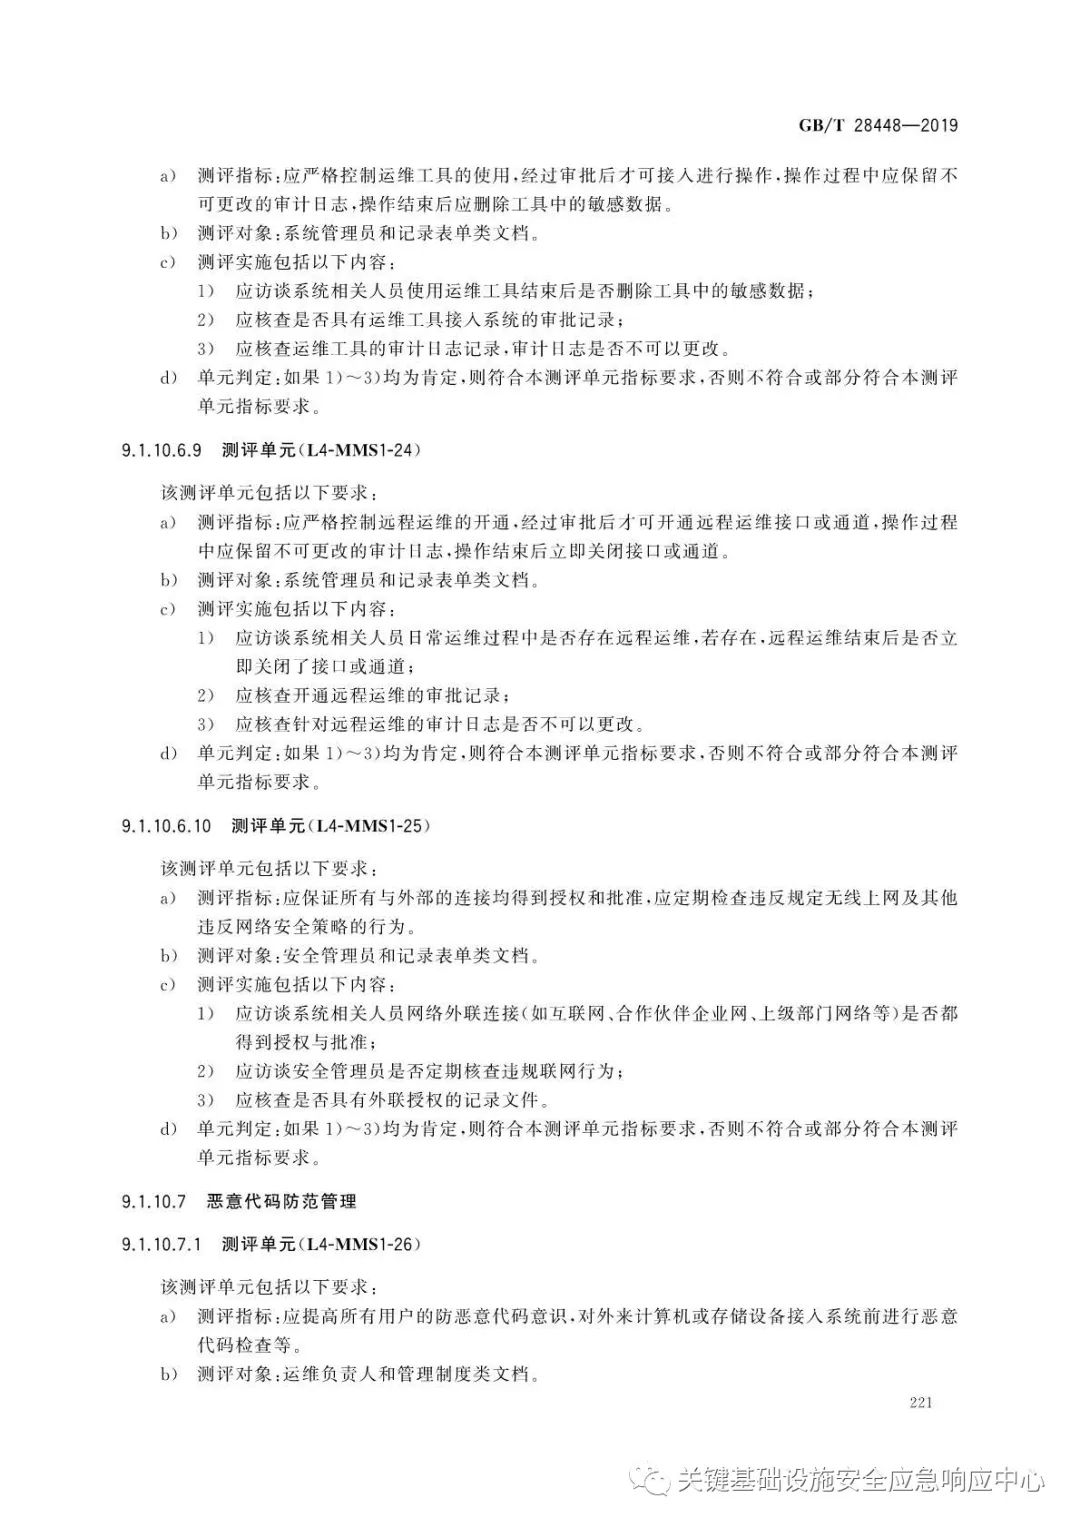 GB/T 28448—2019
a) 测评指标:应严格控制运维工具的使用,经过审批后才可接入进行操作,操作过程中应保留不
可更改的审计日志,操作结束后应删除工具中的敏感数据。
b) 测评对象:系统管理员和记录表单类文档。
c) 测评实施包括以下内容:
1) 应访谈系统相关人员使用运维工具结束后是否删除工具中的敏感数据;
2) 应核查是否具有运维工具接入系统的审批记录;
3) 应核查运维工具的审计日志记录,审计日志是否不可以更改。
d) 单元判定:如果 1)~3)均为肯定,则符合本测评单元指标要求,否则不符合或部分符合本测评
单元指标要求。
9.1.10.6.9 测评单元(L4-MMS1-24)
该测评单元包括以下要求:
a) 测评指标:应严格控制远程运维的开通,经过审批后才可开通远程运维接口或通道,操作过程
中应保留不可更改的审计日志,操作结束后立即关闭接口或通道。
b) 测评对象:系统管理员和记录表单类文档。
c) 测评实施包括以下内容:
1) 应访谈系统相关人员日常运维过程中是否存在远程运维,若存在,远程运维结束后是否立
即关闭了接口或通道;
2) 应核查开通远程运维的审批记录;
3) 应核查针对远程运维的审计日志是否不可以更改。
d) 单元判定:如果 1)~3)均为肯定,则符合本测评单元指标要求,否则不符合或部分符合本测评
单元指标要求。
9.1.10.6.10 测评单元(L4-MMS1-25)
该测评单元包括以下要求:
a) 测评指标:应保证所有与外部的连接均得到授权和批准,应定期检查违反规定无线上网及其他
违反网络安全策略的行为。
b) 测评对象:安全管理员和记录表单类文档。
c) 测评实施包括以下内容:
1) 应访谈系统相关人员网络外联连接(如互联网、合作伙伴企业网、上级部门网络等)是否都
得到授权与批准;
2) 应访谈安全管理员是否定期核查违规联网行为;
3) 应核查是否具有外联授权的记录文件。
d) 单元判定:如果 1)~3)均为肯定,则符合本测评单元指标要求,否则不符合或部分符合本测评
单元指标要求。
9.1.10.7 恶意代码防范管理
9.1.10.7.1 测评单元(L4-MMS1-26)
该测评单元包括以下要求:
a) 测评指标:应提高所有用户的防恶意代码意识,对外来计算机或存储设备接入系统前进行恶意
代码检查等。
b) 测评对象:运维负责人和管理制度类文档。
221
关键基础设施安全应急响应中心